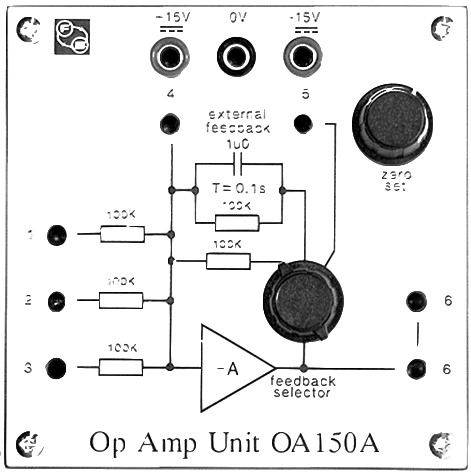 -15V 0V -15V
4 5
external
feedback
1u0
T=0.1s
100K
zero
set
1 100K
100K
2 100K
3 100K
-A
6
6
feedback
selector
Op Amp Unit OA150A